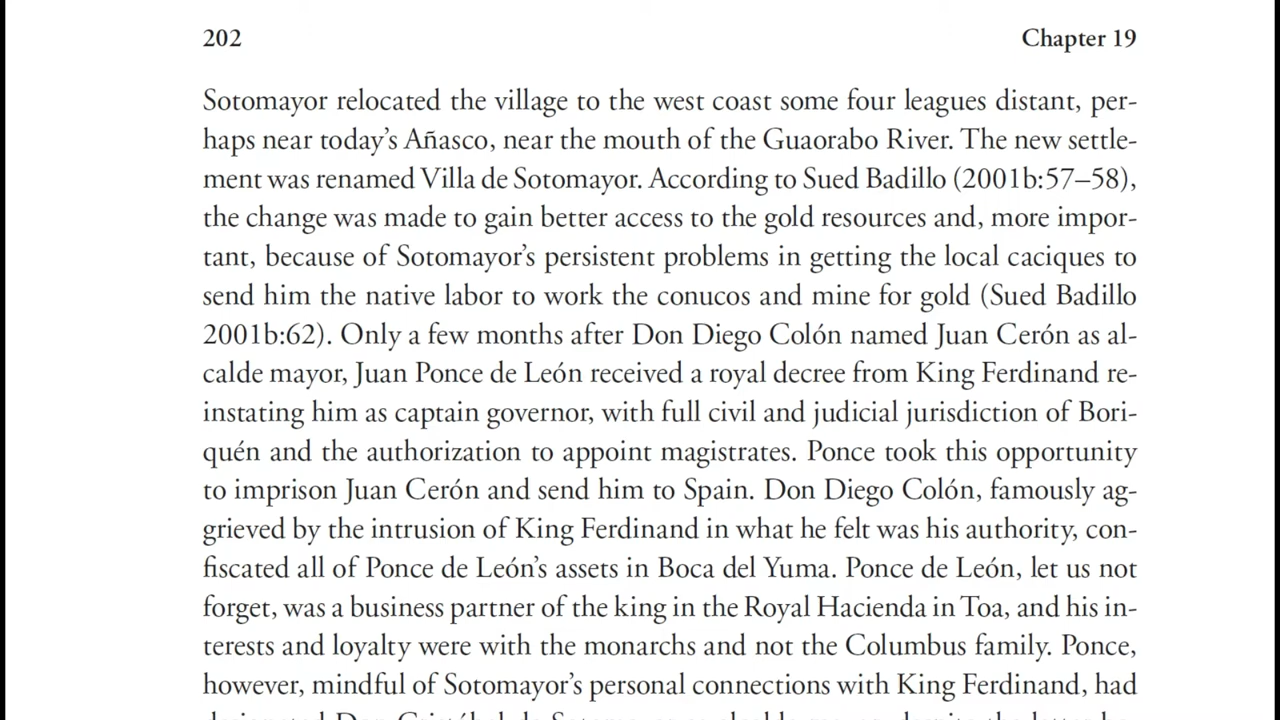 202 Chapter 19
Sotomayor relocated the village to the west coast some four leagues distant, per-
haps near today’s Añasco, near the mouth of the Guaorabo River. The new settle-
ment was renamed Villa de Sotomayor. According to Sued Badillo (2001b:57–58),
the change was made to gain better access to the gold resources and, more impor-
tant, because of Sotomayor’s persistent problems in getting the local caciques to
send him the native labor to work the conucos and mine for gold (Sued Badillo
2001b:62). Only a few months after Don Diego Colón named Juan Cerón as al-
calde mayor, Juan Ponce de León received a royal decree from King Ferdinand re-
instating him as captain governor, with full civil and judicial jurisdiction of Bori-
quén and the authorization to appoint magistrates. Ponce took this opportunity
to imprison Juan Cerón and send him to Spain. Don Diego Colón, famously ag-
grieved by the intrusion of King Ferdinand in what he felt was his authority, con-
fiscated all of Ponce de León’s assets in Boca del Yuma. Ponce de León, let us not
forget, was a business partner of the king in the Royal Hacienda in Toa, and his in-
terests and loyalty were with the monarchs and not the Columbus family. Ponce,
however, mindful of Sotomayor’s personal connections with King Ferdinand, had